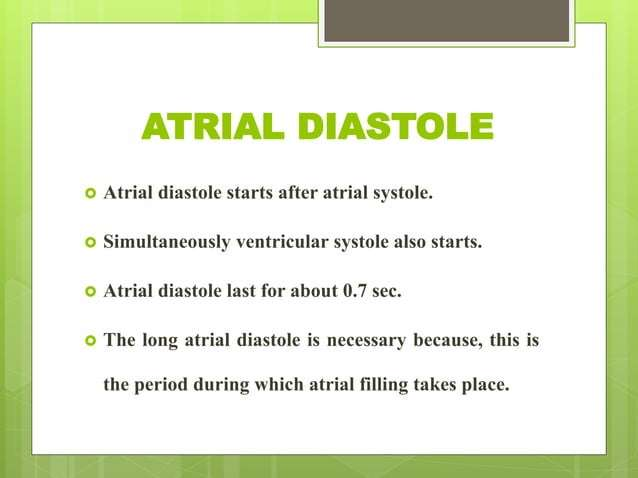 ATRIAL DIASTOLE
Atrial diastole starts after atrial systole.
Simultaneously ventricular systole also starts.
Atrial diastole last for about 0.7 sec.
The long atrial diastole is necessary because, this is
the period during which atrial filling takes place.